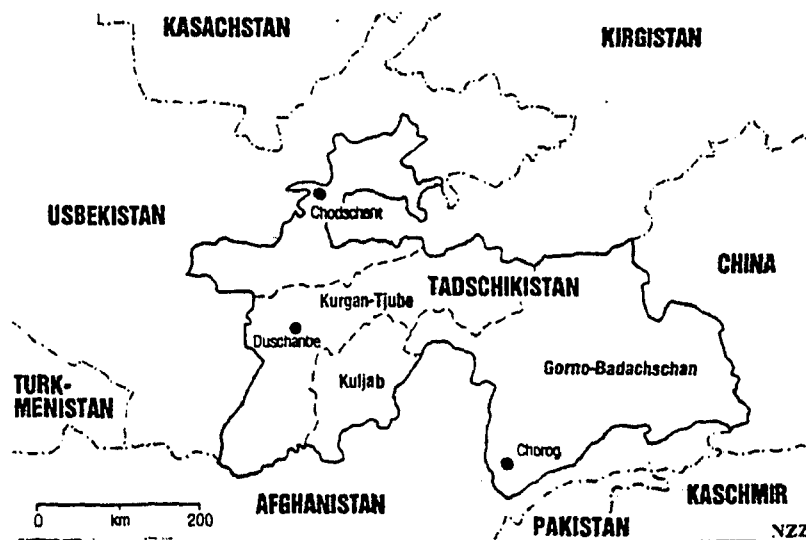 KASACHSTAN
KIRGISTAN
USBEKISTAN
Chodschent
CHINA
TADSCHIKISTAN
Kurgan-Tjube
Duschanbe
Kuljab
Gorno-Badachschan
TURK-
MENISTAN
Chorog
AFGHANISTAN
KASCHMIR
PAKISTAN
0 km 200
NZZ